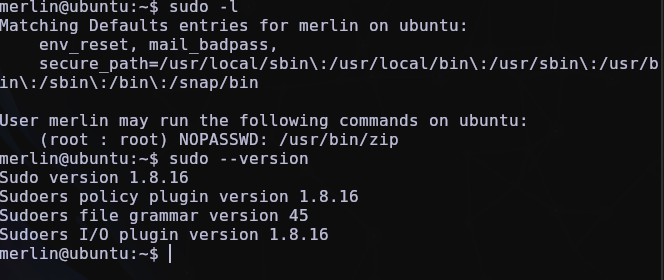 merlin@ubuntu:~$ sudo -l
Matching Defaults entries for merlin on ubuntu:
    env_reset, mail_badpass,
    secure_path=/usr/local/sbin\:/usr/local/bin\:/usr/sbin\:/usr/b
in\:/sbin\:/bin\:/snap/bin

User merlin may run the following commands on ubuntu:
    (root : root) NOPASSWD: /usr/bin/zip
merlin@ubuntu:~$ sudo --version
Sudo version 1.8.16
Sudoers policy plugin version 1.8.16
Sudoers file grammar version 45
Sudoers I/O plugin version 1.8.16
merlin@ubuntu:~$